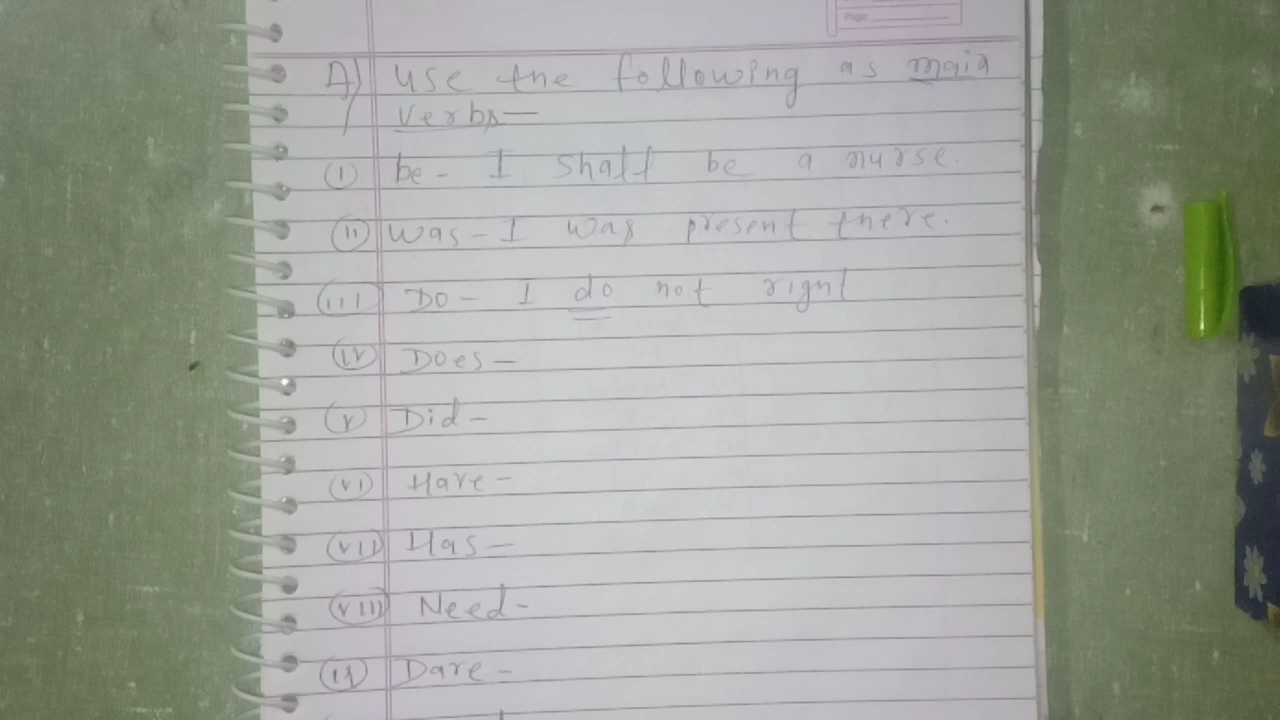 Page:
A) use the following as main
verbs—
(i) be - I shall be a nurse.
(ii) was - I was present there.
(iii) Do - I do not right
(iv) Does -
(v) Did -
(vi) Have -
(vii) Has -
(viii) Need -
(ix) Dare -